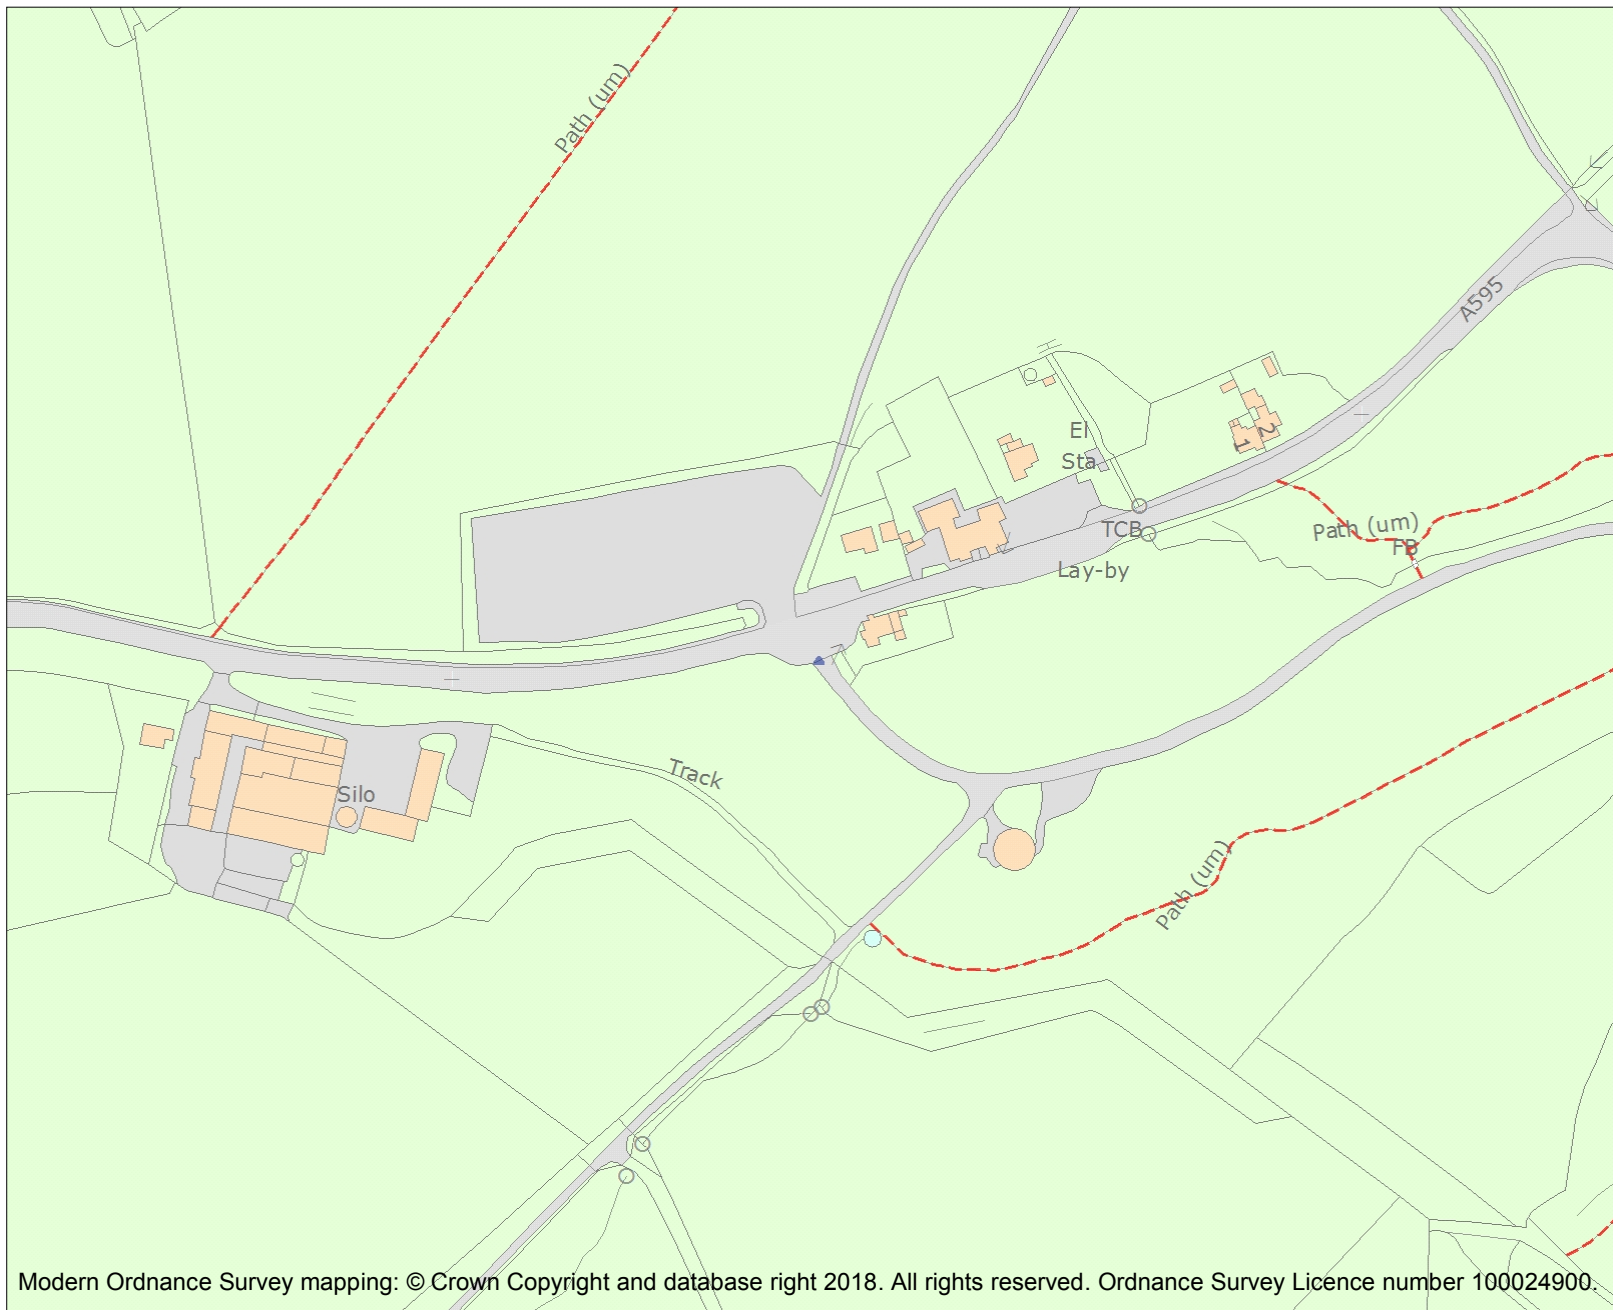 Path (um)
A595
El
Sta
2
1
TCB
Path (um)
FB
Lay-by
Track
Silo
Path (um)
Modern Ordnance Survey mapping: © Crown Copyright and database right 2018. All rights reserved. Ordnance Survey Licence number 100024900.